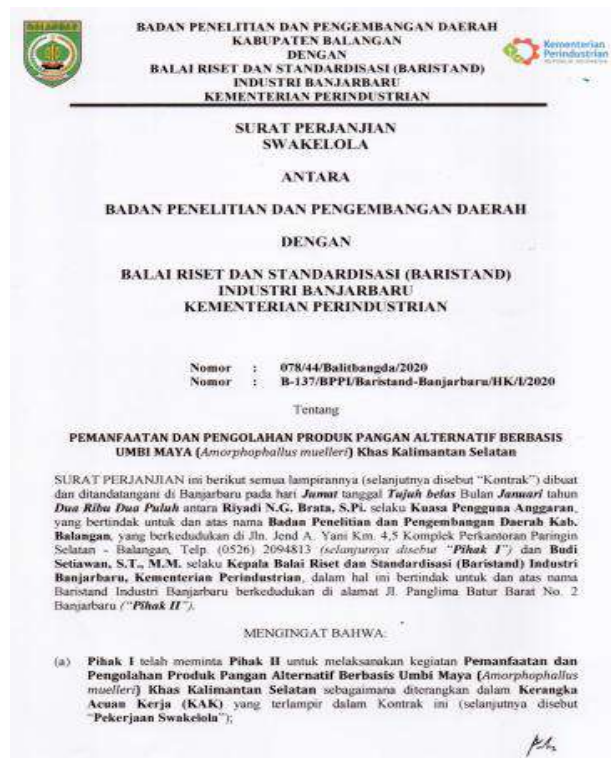 BALANGAN
BADAN PENELITIAN DAN PENGEMBANGAN DAERAH
KABUPATEN BALANGAN
DENGAN
BALAI RISET DAN STANDARDISASI (BARISTAND)
INDUSTRI BANJARBARU
KEMENTERIAN PERINDUSTRIAN
Kementerian
Perindustrian
REPUBLIK INDONESIA
SURAT PERJANJIAN
SWAKELOLA
ANTARA
BADAN PENELITIAN DAN PENGEMBANGAN DAERAH
DENGAN
BALAI RISET DAN STANDARDISASI (BARISTAND)
INDUSTRI BANJARBARU
KEMENTERIAN PERINDUSTRIAN
Nomor : 078/44/Balitbangda/2020
Nomor : B-137/BPPI/Baristand-Banjarbaru/HK/I/2020
Tentang
PEMANFAATAN DAN PENGOLAHAN PRODUK PANGAN ALTERNATIF BERBASIS
UMBI MAYA (Amorphophallus muelleri) Khas Kalimantan Selatan
SURAT PERJANJIAN ini berikut semua lampirannya (selanjutnya disebut "Kontrak") dibuat
dan ditandatangani di Banjarbaru pada hari Jumat tanggal Tujuh belas Bulan Januari tahun
Dua Ribu Dua Puluh antara Riyadi N.G. Brata, S.Pi. selaku Kuasa Pengguna Anggaran,
yang bertindak untuk dan atas nama Badan Penelitian dan Pengembangan Daerah Kab.
Balangan, yang berkedudukan di Jln. Jend A. Yani Km. 4,5 Komplek Perkantoran Paringin
Selatan - Balangan, Telp. (0526) 2094813 (selanjutnya disebut "Pihak I") dan Budi
Setiawan, S.T., M.M. selaku Kepala Balai Riset dan Standardisasi (Baristand) Industri
Banjarbaru, Kementerian Perindustrian, dalam hal ini bertindak untuk dan atas nama
Baristand Industri Banjarbaru berkedudukan di alamat Jl. Panglima Batur Barat No. 2
Banjarbaru ("Pihak II").
MENGINGAT BAHWA:
(a) Pihak I telah meminta Pihak II untuk melaksanakan kegiatan Pemanfaatan dan
Pengolahan Produk Pangan Alternatif Berbasis Umbi Maya (Amorphophallus
muelleri) Khas Kalimantan Selatan sebagaimana diterangkan dalam Kerangka
Acuan Kerja (KAK) yang terlampir dalam Kontrak ini (selanjutnya disebut
"Pekerjaan Swakelola");